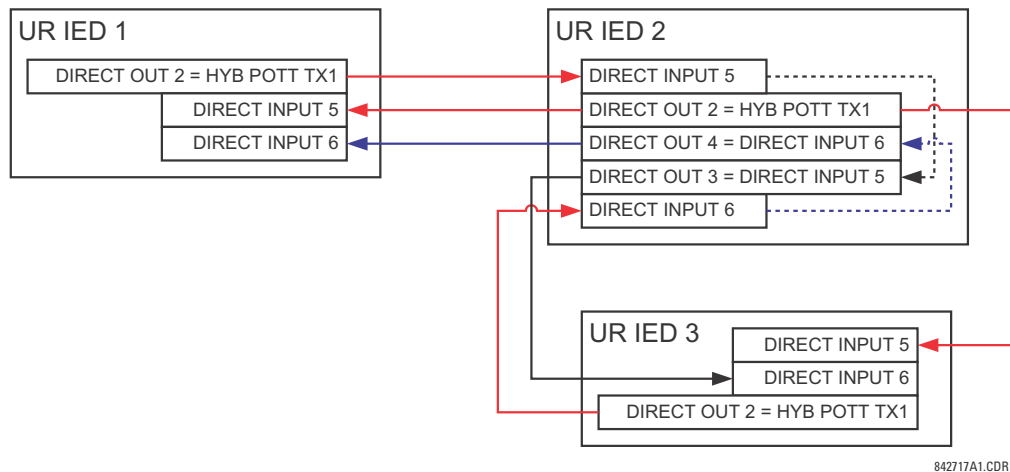 UR IED 1
DIRECT OUT 2 = HYB POTT TX1
DIRECT INPUT 5
DIRECT INPUT 6
UR IED 2
DIRECT INPUT 5
DIRECT OUT 2 = HYB POTT TX1
DIRECT OUT 4 = DIRECT INPUT 6
DIRECT OUT 3 = DIRECT INPUT 5
DIRECT INPUT 6
UR IED 3
DIRECT INPUT 5
DIRECT INPUT 6
DIRECT OUT 2 = HYB POTT TX1
842717A1.CDR